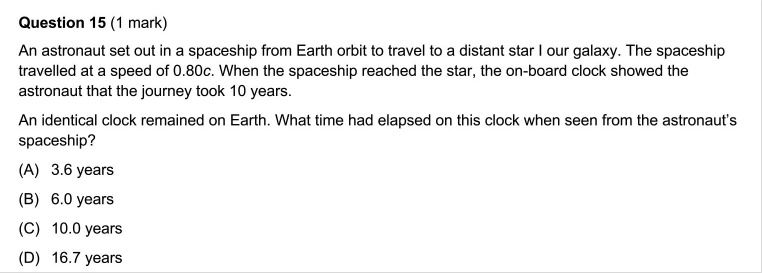 Question 15 (1 mark)
An astronaut set out in a spaceship from Earth orbit to travel to a distant star I our galaxy. The spaceship
travelled at a speed of 0.80c. When the spaceship reached the star, the on-board clock showed the
astronaut that the journey took 10 years.
An identical clock remained on Earth. What time had elapsed on this clock when seen from the astronaut's
spaceship?
(A) 3.6 years
(B) 6.0 years
(C) 10.0 years
(D) 16.7 years